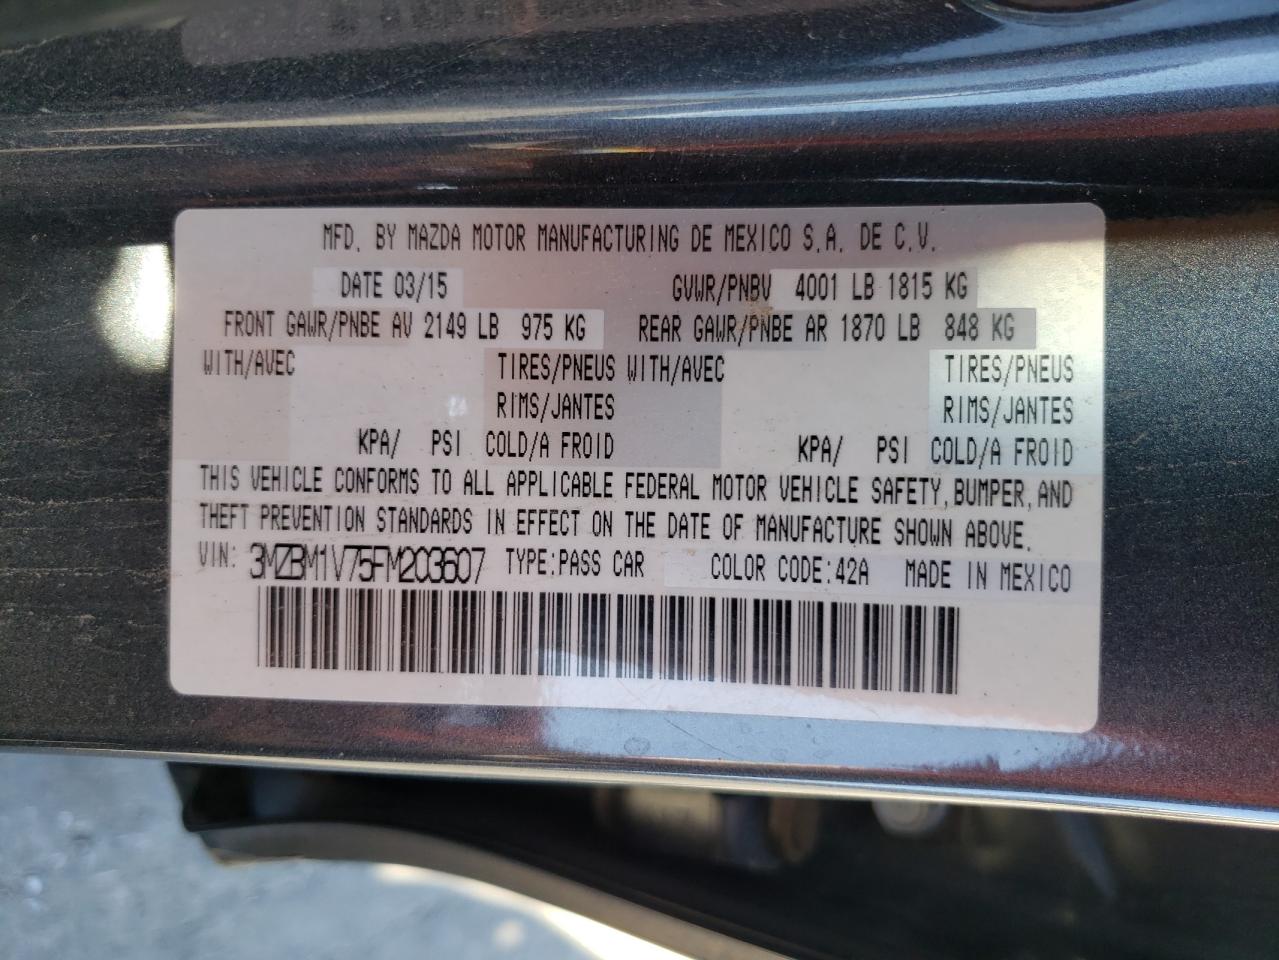 MFD. BY MAZDA MOTOR MANUFACTURING DE MEXICO S.A. DE C.V.
DATE 03/15 GVWR/PNBV 4001 LB 1815 KG
FRONT GAWR/PNBE AV 2149 LB 975 KG REAR GAWR/PNBE AR 1870 LB 848 KG
WITH/AVEC TIRES/PNEUS WITH/AVEC TIRES/PNEUS
RIMS/JANTES RIMS/JANTES
KPA/ PSI COLD/A FROID KPA/ PSI COLD/A FROID
THIS VEHICLE CONFORMS TO ALL APPLICABLE FEDERAL MOTOR VEHICLE SAFETY, BUMPER, AND
THEFT PREVENTION STANDARDS IN EFFECT ON THE DATE OF MANUFACTURE SHOWN ABOVE.
VIN: 3MZBM1V75FM203607 TYPE:PASS CAR COLOR CODE:42A MADE IN MEXICO